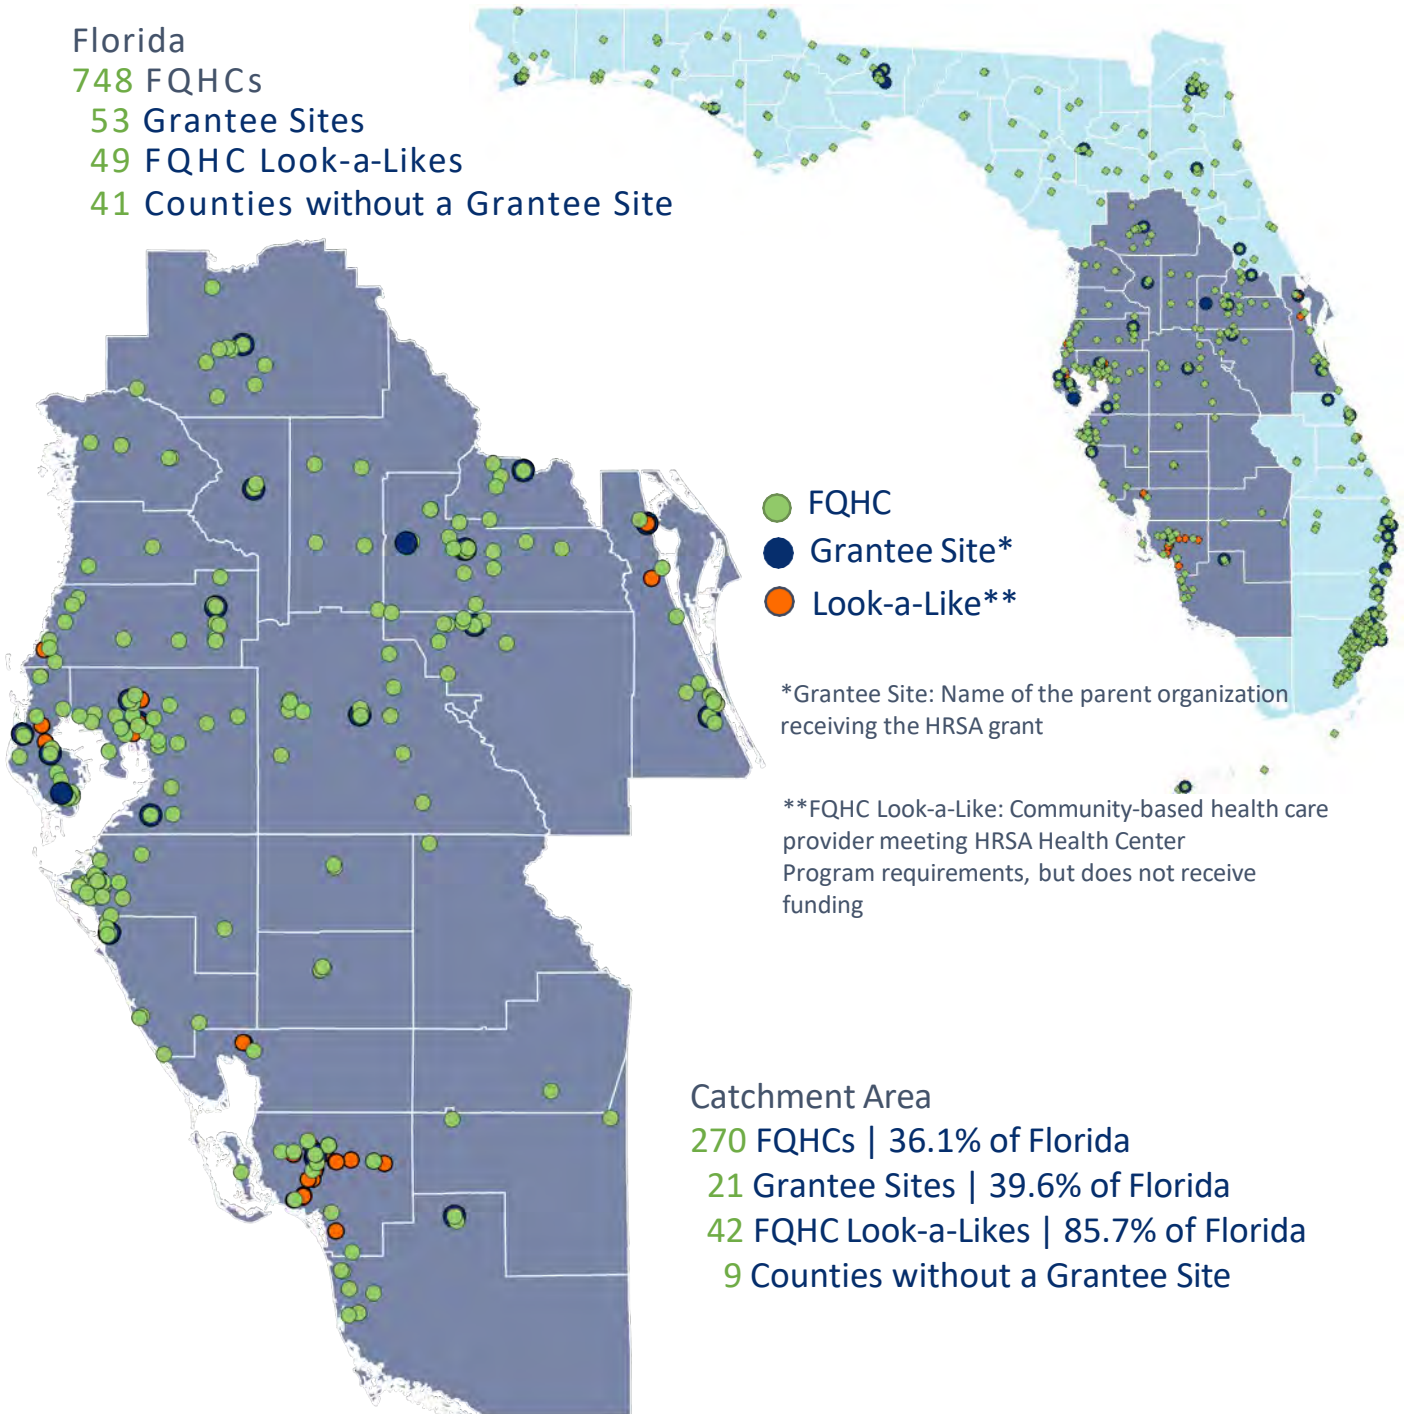 Florida
748 FQHCs
53 Grantee Sites
49 FQHC Look-a-Likes
41 Counties without a Grantee Site
FQHC
Grantee Site*
Look-a-Like**
*Grantee Site: Name of the parent organization
receiving the HRSA grant
**FQHC Look-a-Like: Community-based health care
provider meeting HRSA Health Center
Program requirements, but does not receive
funding
Catchment Area
270 FQHCs | 36.1% of Florida
21 Grantee Sites | 39.6% of Florida
42 FQHC Look-a-Likes | 85.7% of Florida
9 Counties without a Grantee Site